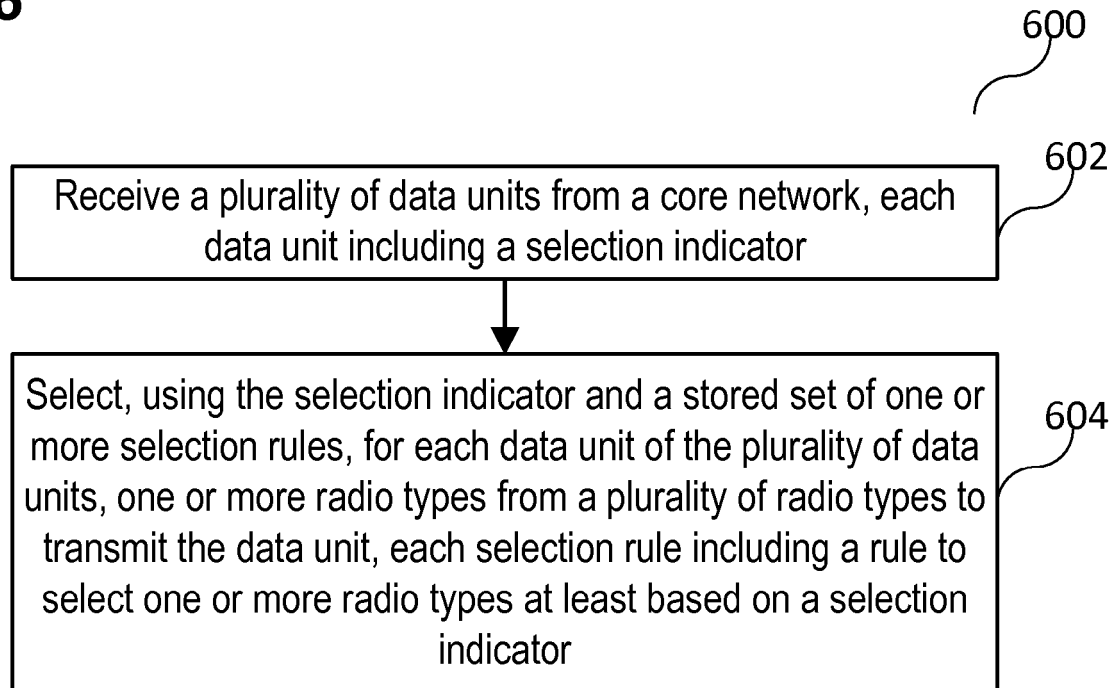 6
600
602
Receive a plurality of data units from a core network, each
data unit including a selection indicator
604
Select, using the selection indicator and a stored set of one or
more selection rules, for each data unit of the plurality of data
units, one or more radio types from a plurality of radio types to
transmit the data unit, each selection rule including a rule to
select one or more radio types at least based on a selection
indicator